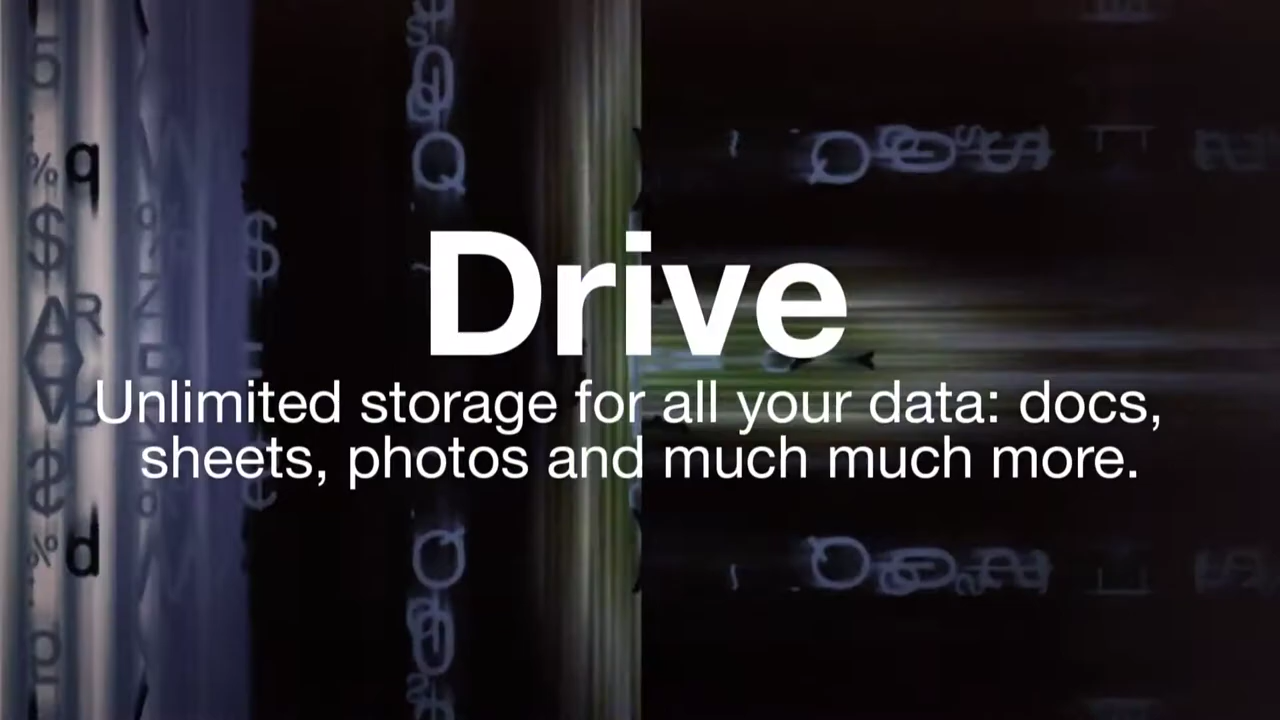 Drive
Unlimited storage for all your data: docs,
sheets, photos and much much more.